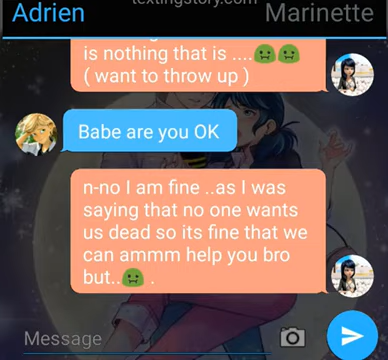 textingstory.com
Adrien Marinette
is nothing that is ....🤢🤢
( want to throw up )
Babe are you OK
n-no I am fine ..as I was
saying that no one wants
us dead so its fine that we
can ammm help you bro
but..🤢 .
Message